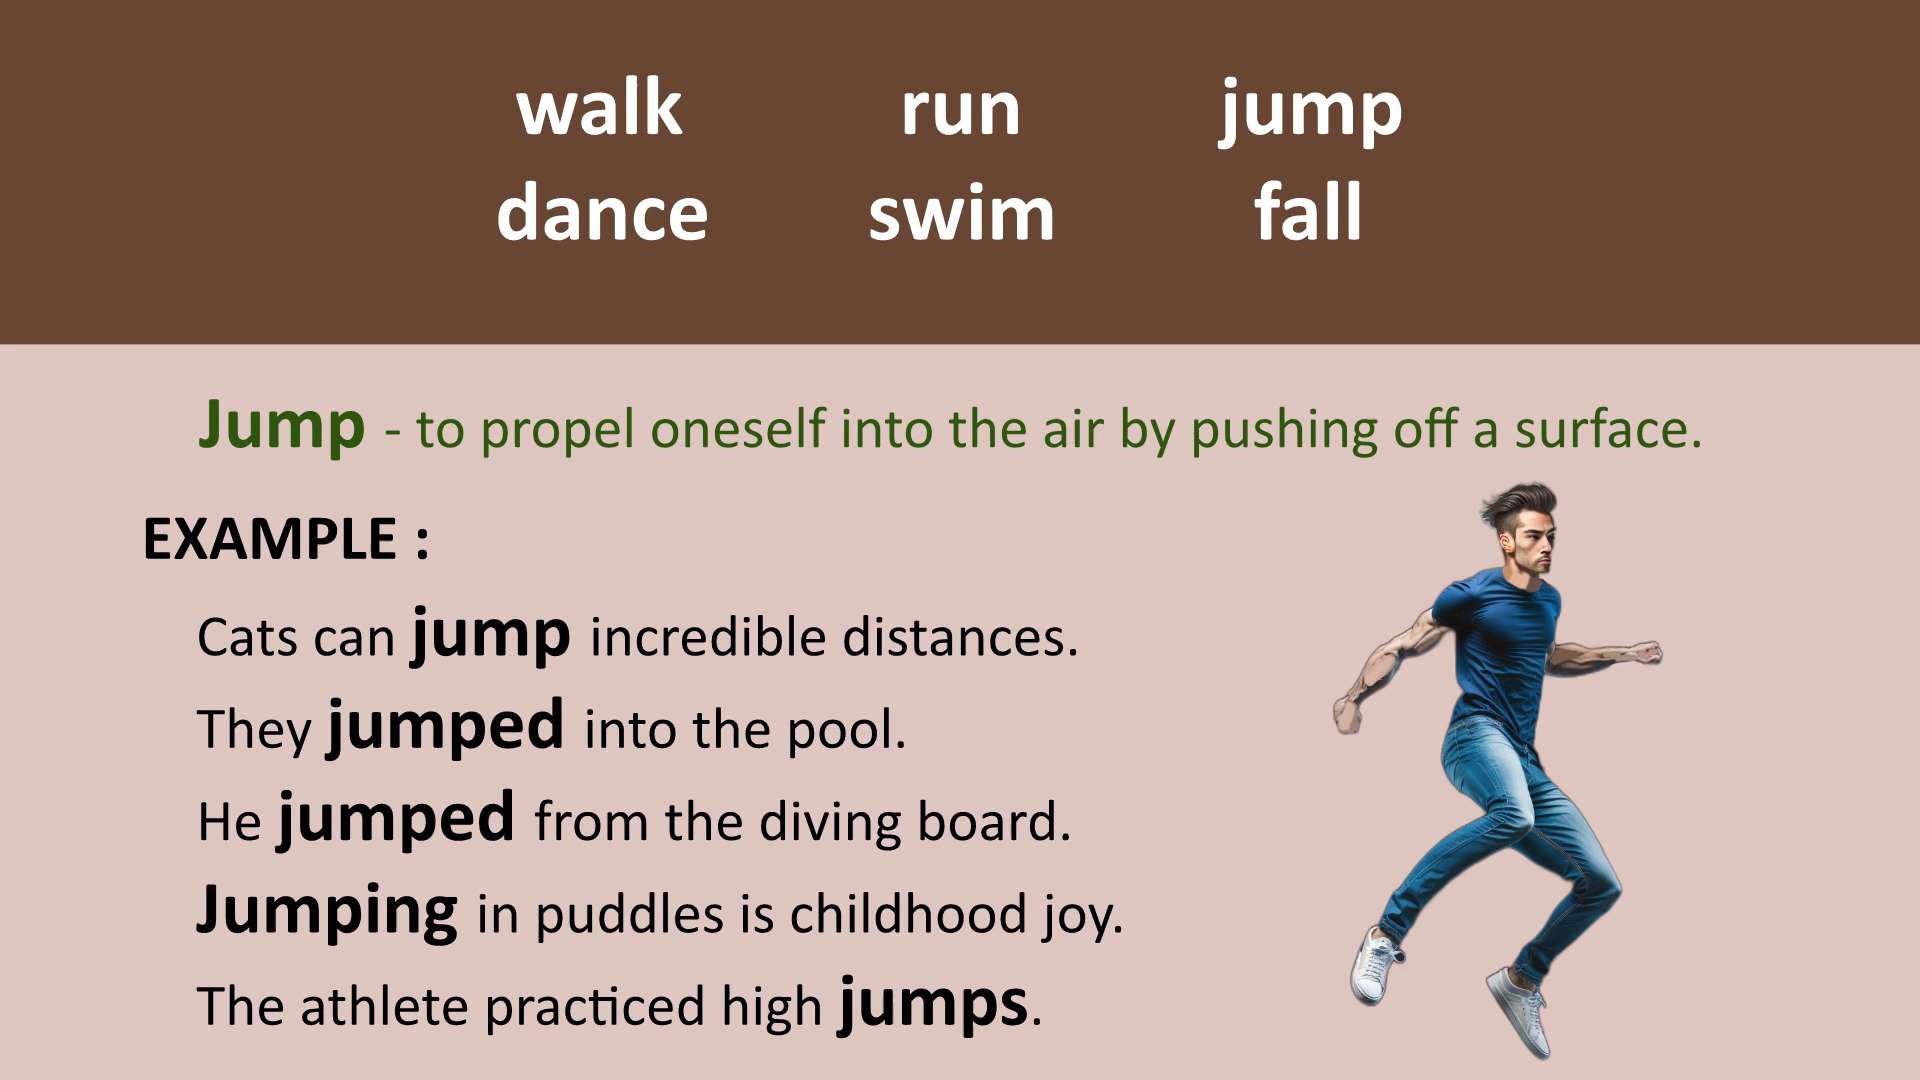 walk run jump
dance swim fall
Jump - to propel oneself into the air by pushing off a surface.
EXAMPLE :
Cats can jump incredible distances.
They jumped into the pool.
He jumped from the diving board.
Jumping in puddles is childhood joy.
The athlete practiced high jumps.